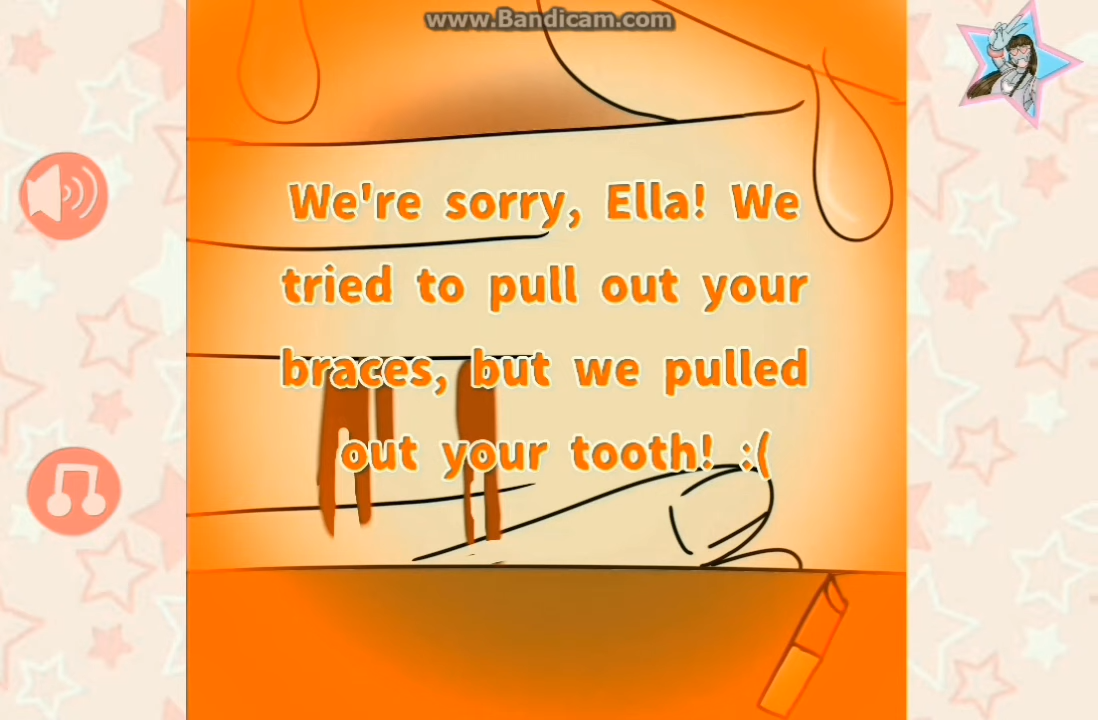 www.Bandicam.com
We're sorry, Ella! We
tried to pull out your
braces, but we pulled
out your tooth! :(